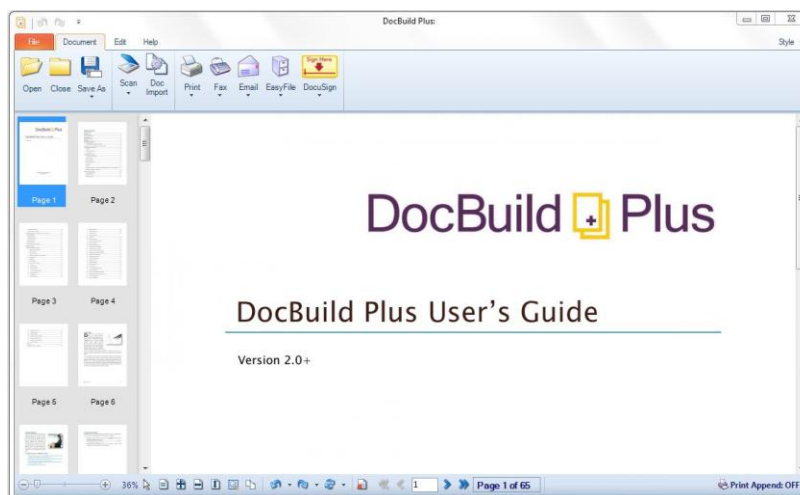 DocBuild Plus:
File Document Edit Help Style
Open Close Save As Scan Doc Import Print Fax Email EasyFile Sign Here DocuSign
Page 1 Page 2
Page 3 Page 4
Page 5 Page 6
DocBuild Plus
DocBuild Plus User's Guide
Version 2.0+
36% 1 Page 1 of 65 Print Append: OFF